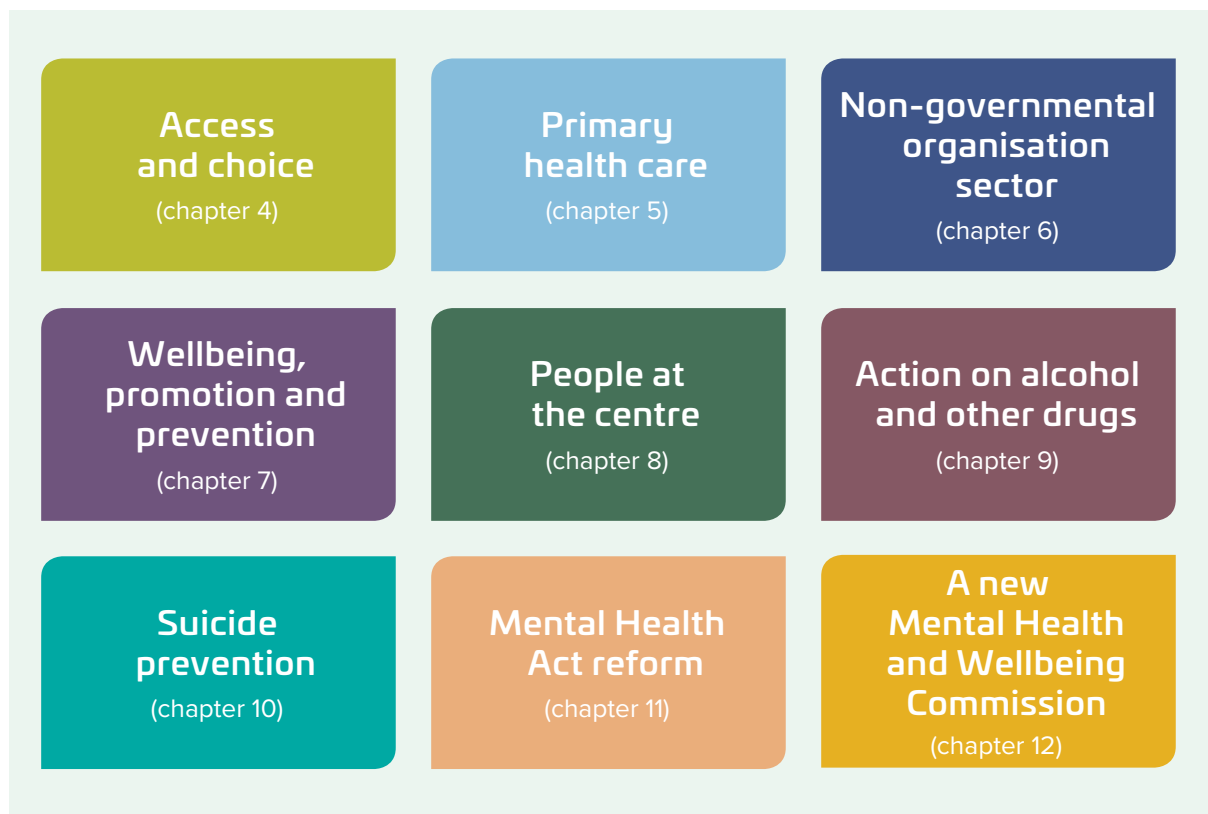 Access
and choice
(chapter 4)
Primary
health care
(chapter 5)
Non-governmental
organisation
sector
(chapter 6)
Wellbeing,
promotion and
prevention
(chapter 7)
People at
the centre
(chapter 8)
Action on alcohol
and other drugs
(chapter 9)
Suicide
prevention
(chapter 10)
Mental Health
Act reform
(chapter 11)
A new
Mental Health
and Wellbeing
Commission
(chapter 12)